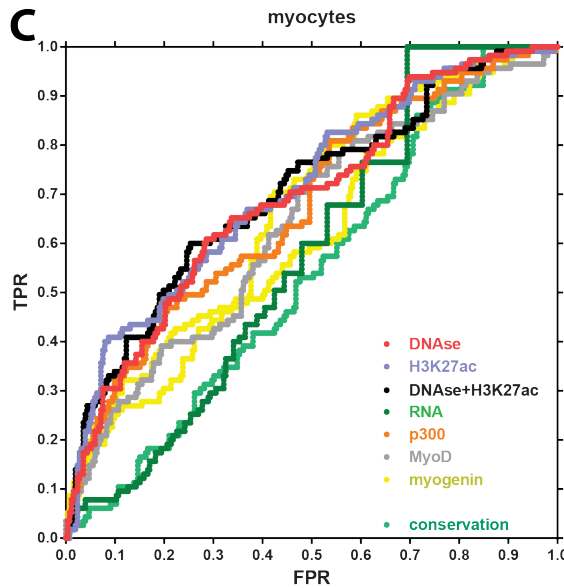 C
myocytes
1.0
0.9
0.8
0.7
0.6
0.5
0.4
0.3
0.2
0.1
0.0
TPR
DNAse
H3K27ac
DNAse+H3K27ac
RNA
p300
MyoD
myogenin
conservation
0.0 0.1 0.2 0.3 0.4 0.5 0.6 0.7 0.8 0.9 1.0
FPR